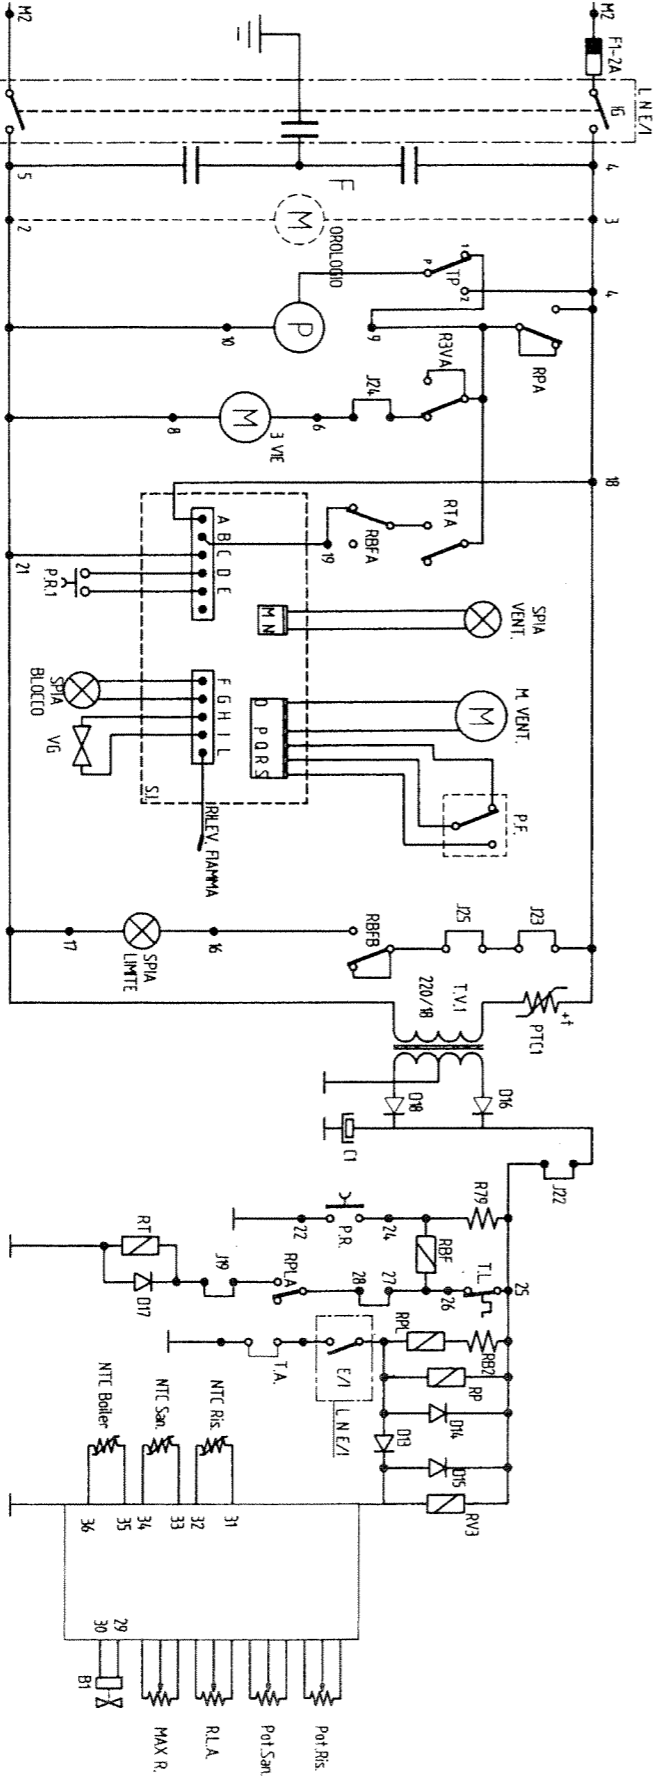 M2
M2
F1-2A
IG
L N E/I
5
4
F
2
3
M
OROLOGIO
1
P
TP
2
4
P
10
9
RPA
R3VA
J24
8
M
6
3 VIE
18
A
B
C
D
E
19
RBFA
RTA
21
P.R.1
M N
SPIA
VENT.
F
G
H
I
L
SPIA
BLOCCO
VG
O P Q R S
M
M. VENT.
P.F.
S.I.
RILEV. FIAMMA
17
SPIA
LIMITE
16
RBFB
J25
J23
T.V.1
220/18
PTC1
+t
D18
D16
C1
J22
22
P.R.
24
R79
RBF
RT
D17
J19
RPLA
28
27
26
T.L.
25
T.A.
E/I
L N E/I
RPL
RB2
RP
D14
D13
D15
RV3
NTC Boiler
NTC San.
NTC Ris.
36
35
34
33
32
31
30
29
B1
MAX R.
R.L.A.
Pot.San.
Pot.Ris.